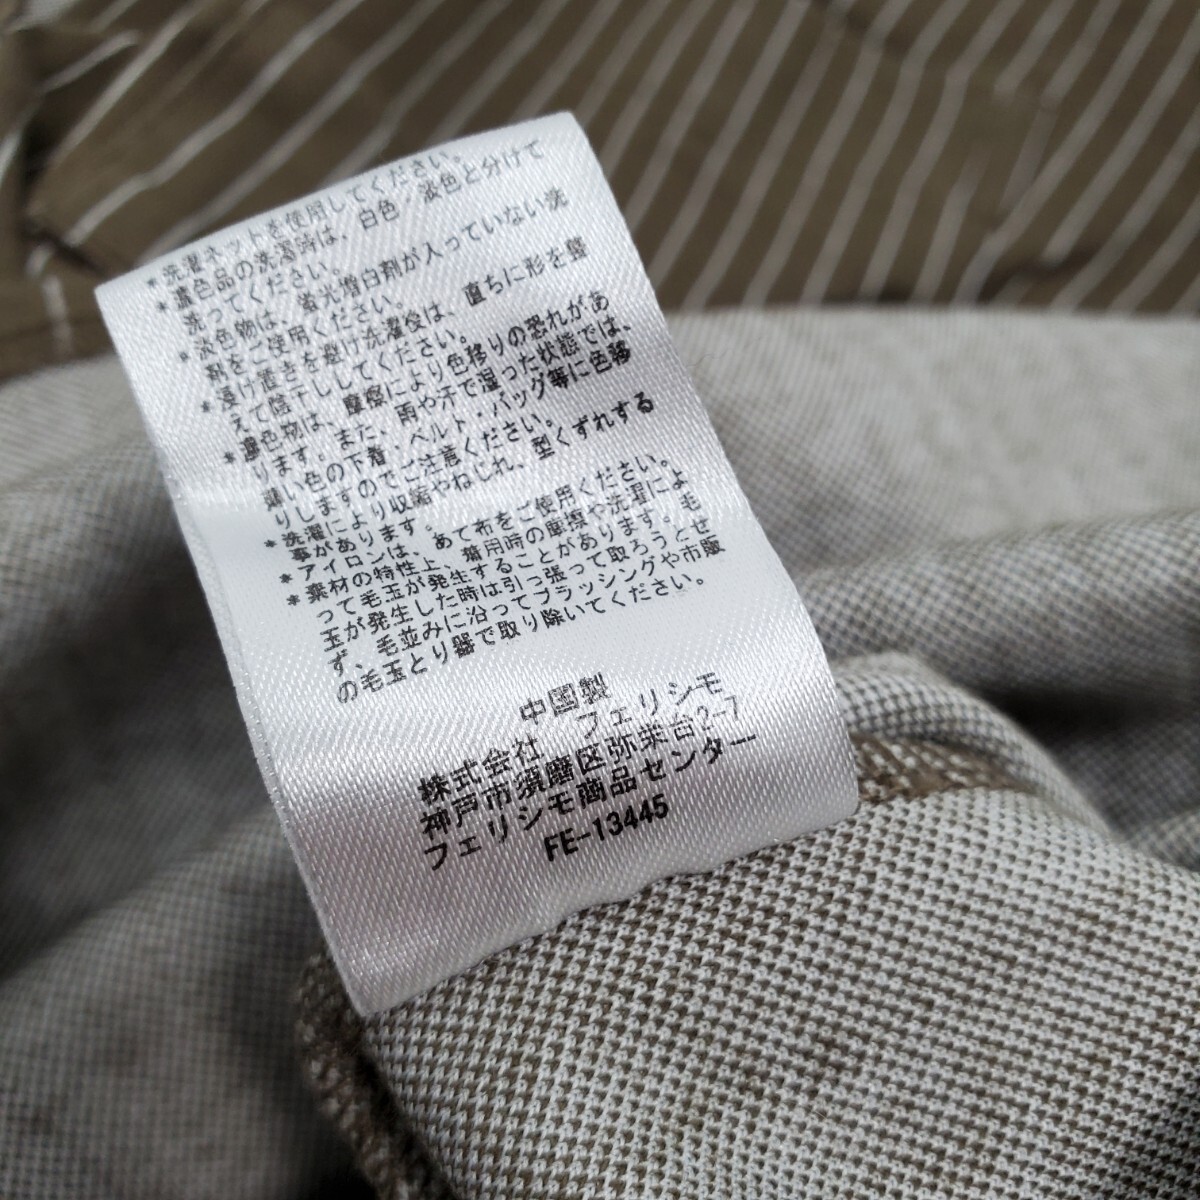 ＊洗濯ネットを使用してください。
＊濃色品の洗濯時は、白色・淡色と分けて
洗ってください。
＊淡色物は、蛍光増白剤が入っていない洗
剤をご使用ください。
＊浸け置きを避け洗濯後は、直ちに形を整
えて陰干ししてください。
＊濃色物は、摩擦により色移りの恐れがあ
ります。また、雨や汗で湿った状態では、
薄い色の下着・ベルト・バッグ等に色移
りしますのでご注意ください。
＊洗濯により収縮やねじれ、型くずれする
事があります。
＊アイロンは、あて布をご使用ください。
＊素材の特性上、着用時の摩擦や洗濯によ
って毛玉が発生することがあります。毛
玉が発生した時は引っ張って取ろうとせ
ず、毛並みに沿ってブラッシングや市販
の毛玉とり器で取り除いてください。
中国製
株式会社 フェリシモ
神戸市須磨区弥栄台2-7
フェリシモ商品センター
FE-13445